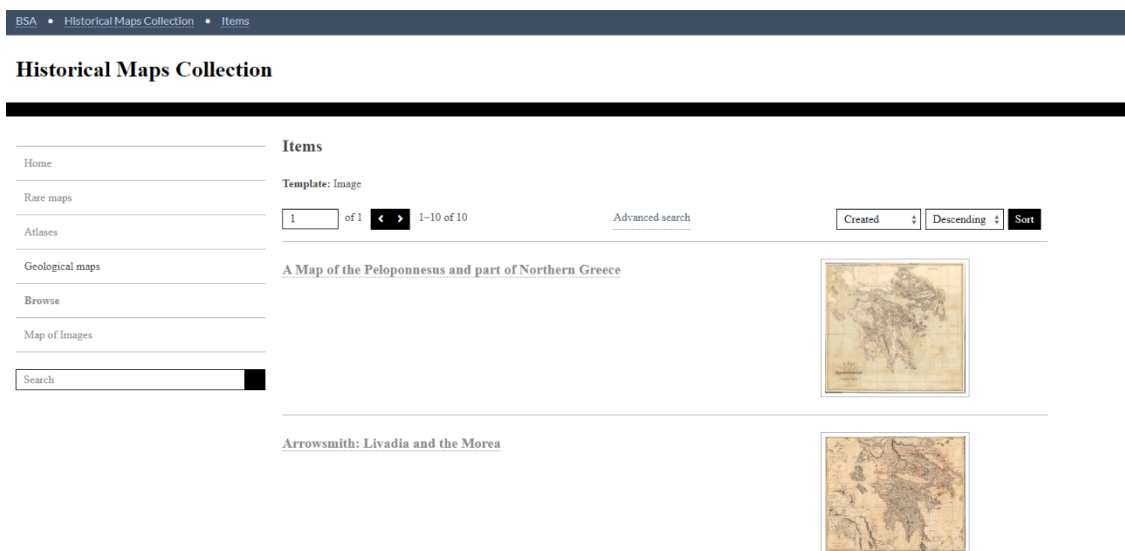 BSA • Historical Maps Collection • Items
Historical Maps Collection
Home
Rare maps
Atlases
Geological maps
Browse
Map of Images
Search
Items
Template: Image
1 of 1 1–10 of 10 Advanced search Created Descending Sort
A Map of the Peloponnesus and part of Northern Greece
Arrowsmith: Livadia and the Morea